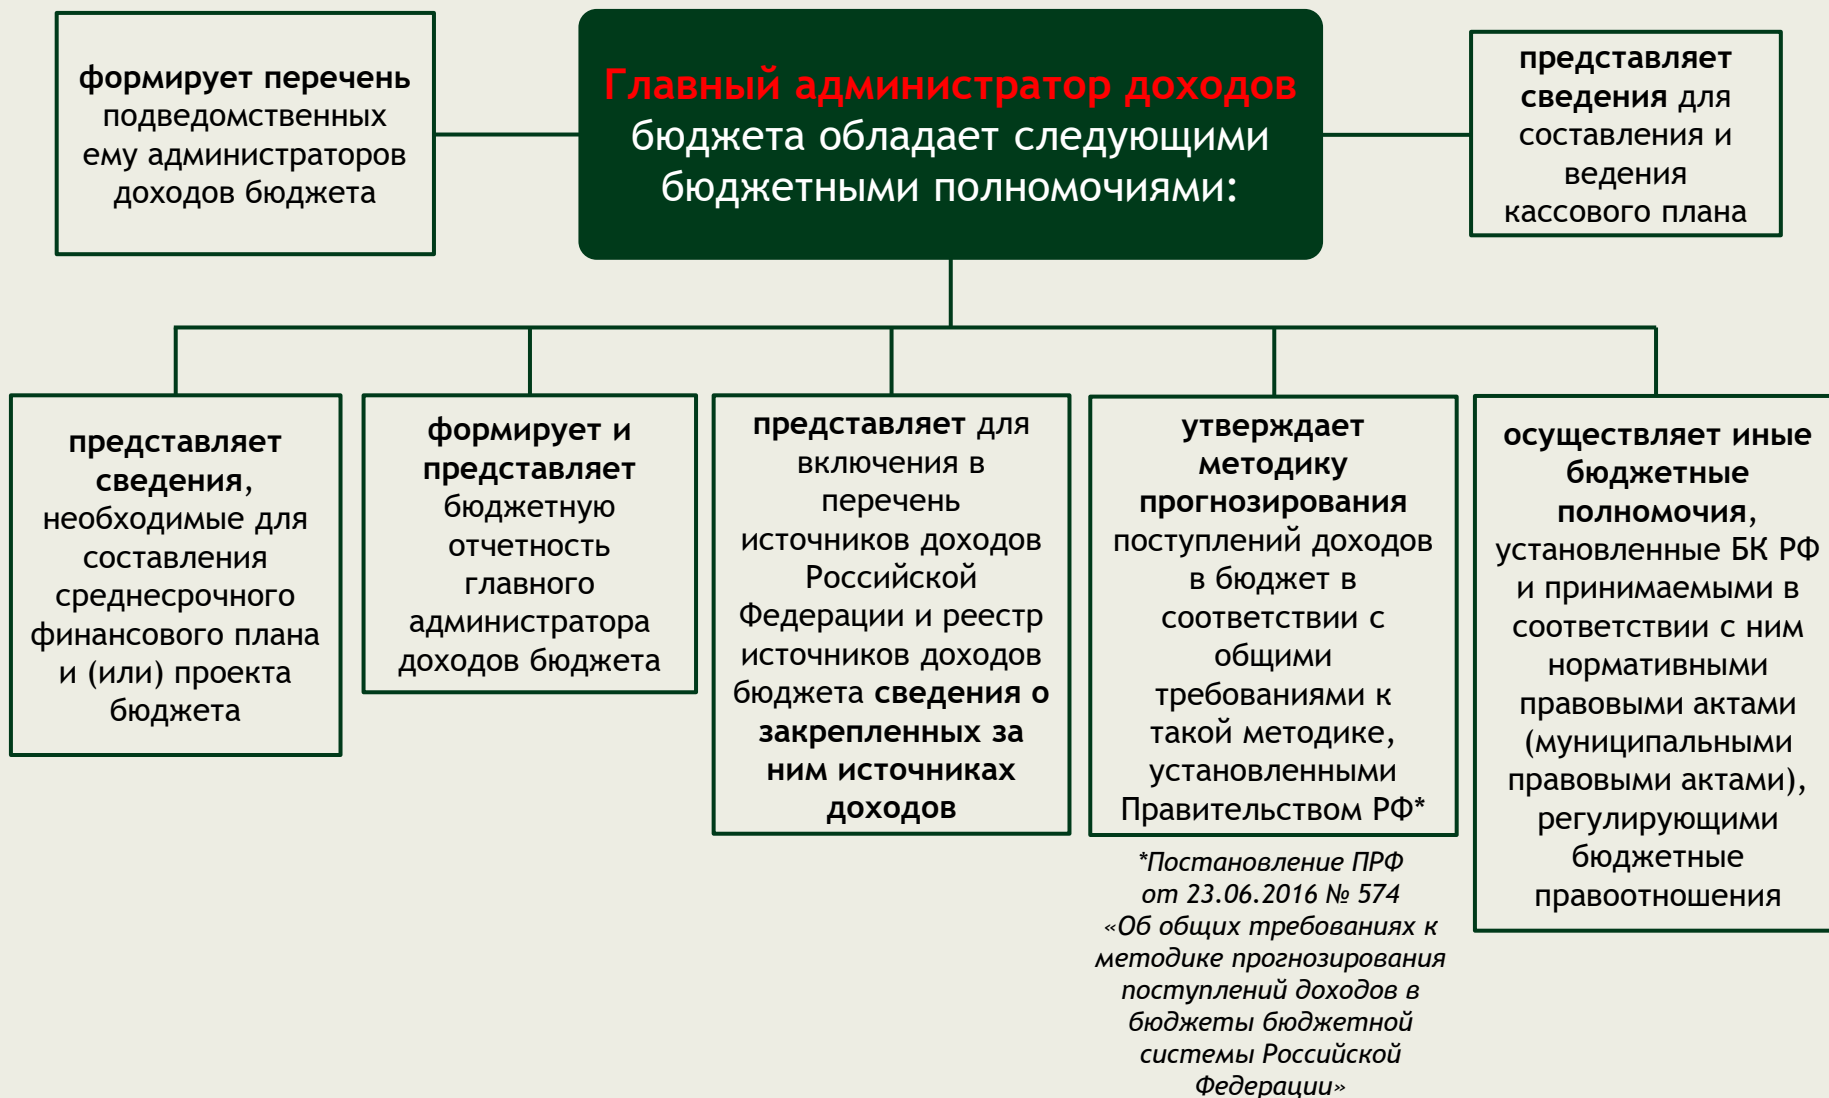 формирует перечень
подведомственных
ему администраторов
доходов бюджета
Главный администратор доходов
бюджета обладает следующими
бюджетными полномочиями:
представляет
сведения для
составления и
ведения
кассового плана
представляет
сведения,
необходимые для
составления
среднесрочного
финансового плана
и (или) проекта
бюджета
формирует и
представляет
бюджетную
отчетность
главного
администратора
доходов бюджета
представляет для
включения в
перечень
источников доходов
Российской
Федерации и реестр
источников доходов
бюджета сведения о
закрепленных за
ним источниках
доходов
утверждает
методику
прогнозирования
поступлений доходов
в бюджет в
соответствии с
общими
требованиями к
такой методике,
установленными
Правительством РФ*
*Постановление ПРФ
от 23.06.2016 № 574
«Об общих требованиях к
методике прогнозирования
поступлений доходов в
бюджеты бюджетной
системы Российской
Федерации»
осуществляет иные
бюджетные
полномочия,
установленные БК РФ
и принимаемыми в
соответствии с ним
нормативными
правовыми актами
(муниципальными
правовыми актами),
регулирующими
бюджетные
правоотношения